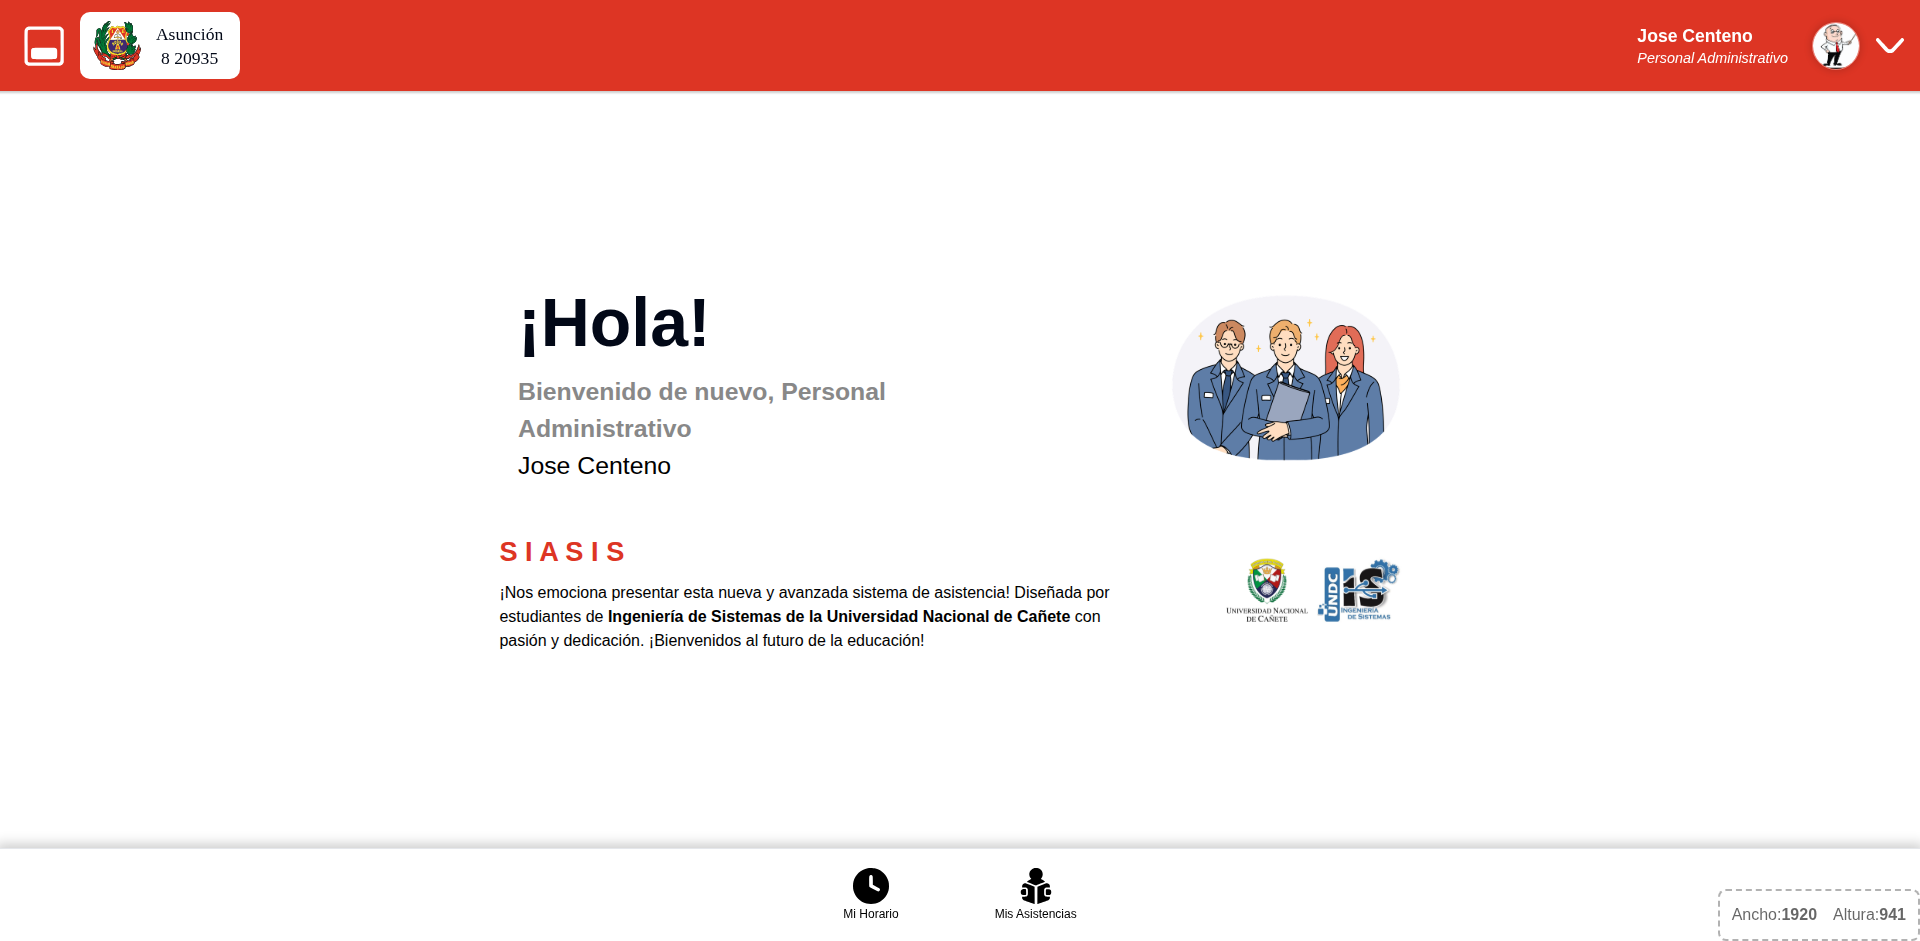 Asunción
8 20935
Jose Centeno
Personal Administrativo
¡Hola!
Bienvenido de nuevo, Personal
Administrativo
Jose Centeno
SIASIS
¡Nos emociona presentar esta nueva y avanzada sistema de asistencia! Diseñada por
estudiantes de Ingeniería de Sistemas de la Universidad Nacional de Cañete con
pasión y dedicación. ¡Bienvenidos al futuro de la educación!
UNIVERSIDAD NACIONAL
DE CAÑETE
UNDC
IS
INGENIERÍA
DE SISTEMAS
Mi Horario
Mis Asistencias
Ancho:1920 Altura:941